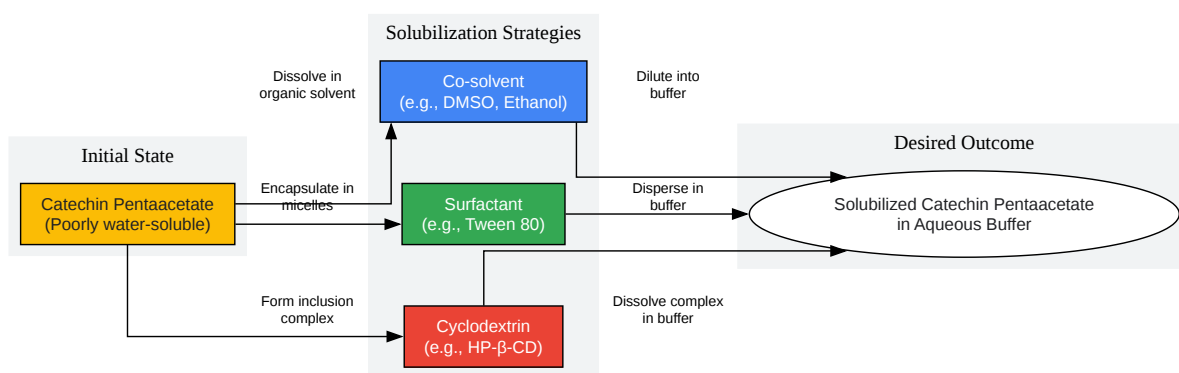 Solubilization Strategies
Dissolve in
organic solvent
Co-solvent
(e.g., DMSO, Ethanol)
Dilute into
buffer
Initial State
Desired Outcome
Catechin Pentaacetate
(Poorly water-soluble)
Encapsulate in
micelles
Surfactant
(e.g., Tween 80)
Disperse in
buffer
Solubilized Catechin Pentaacetate
in Aqueous Buffer
Form inclusion
complex
Cyclodextrin
(e.g., HP-β-CD)
Dissolve complex
in buffer